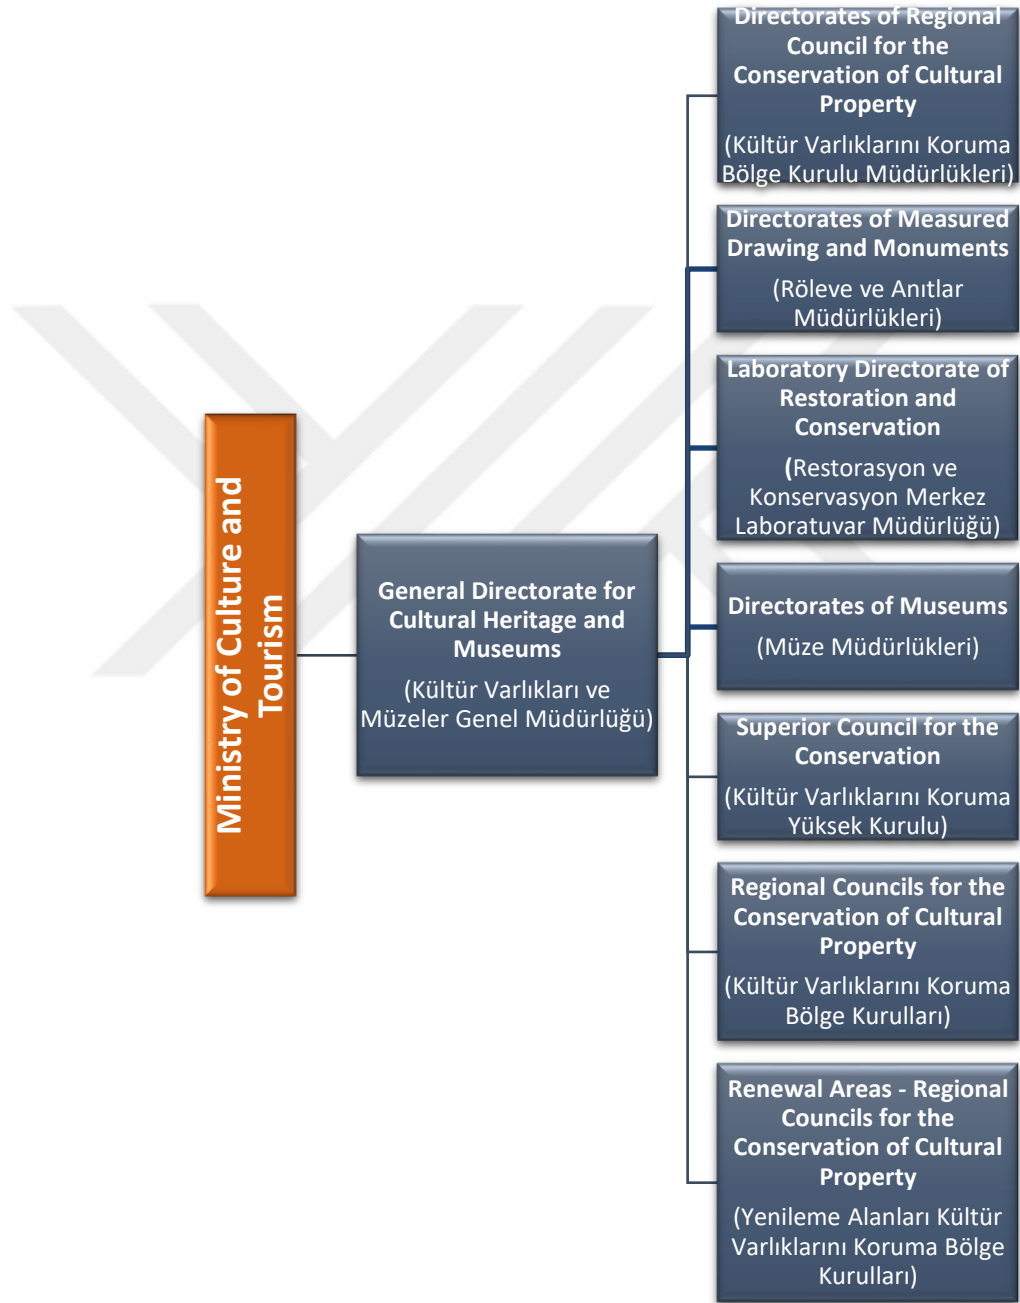 Ministry of Culture and
Tourism
General Directorate for
Cultural Heritage and
Museums
(Kültür Varlıkları ve
Müzeler Genel Müdürlüğü)
Directorates of Regional
Council for the
Conservation of Cultural
Property
(Kültür Varlıklarını Koruma
Bölge Kurulu Müdürlükleri)
Directorates of Measured
Drawing and Monuments
(Röleve ve Anıtlar
Müdürlükleri)
Laboratory Directorate of
Restoration and
Conservation
(Restorasyon ve
Konservasyon Merkez
Laboratuvar Müdürlüğü)
Directorates of Museums
(Müze Müdürlükleri)
Superior Council for the
Conservation
(Kültür Varlıklarını Koruma
Yüksek Kurulu)
Regional Councils for the
Conservation of Cultural
Property
(Kültür Varlıklarını Koruma
Bölge Kurulları)
Renewal Areas - Regional
Councils for the
Conservation of Cultural
Property
(Yenileme Alanları Kültür
Varlıklarını Koruma Bölge
Kurulları)